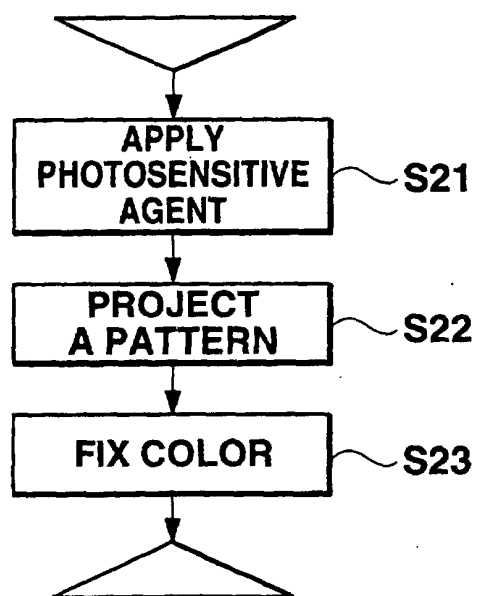 APPLY
PHOTOSENSITIVE
AGENT
S21
PROJECT
A PATTERN
S22
FIX COLOR
S23